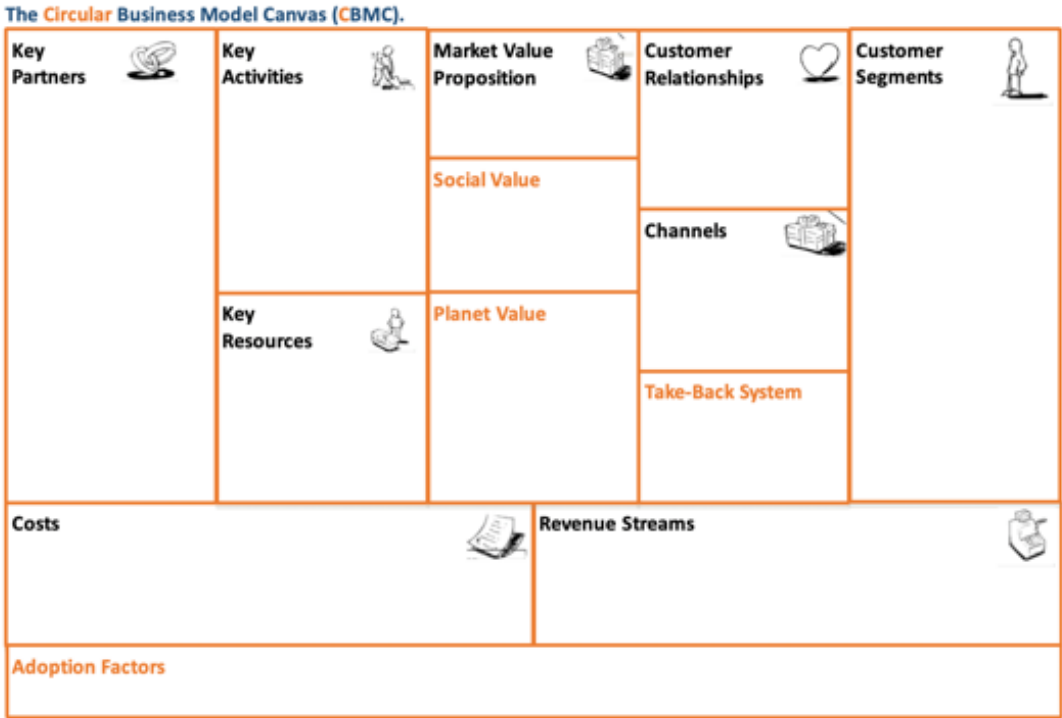 The Circular Business Model Canvas (CBMC).
Key
Partners
Key
Activities
Key
Resources
Market Value
Proposition
Social Value
Planet Value
Customer
Relationships
Channels
Take-Back System
Customer
Segments
Costs
Revenue Streams
Adoption Factors